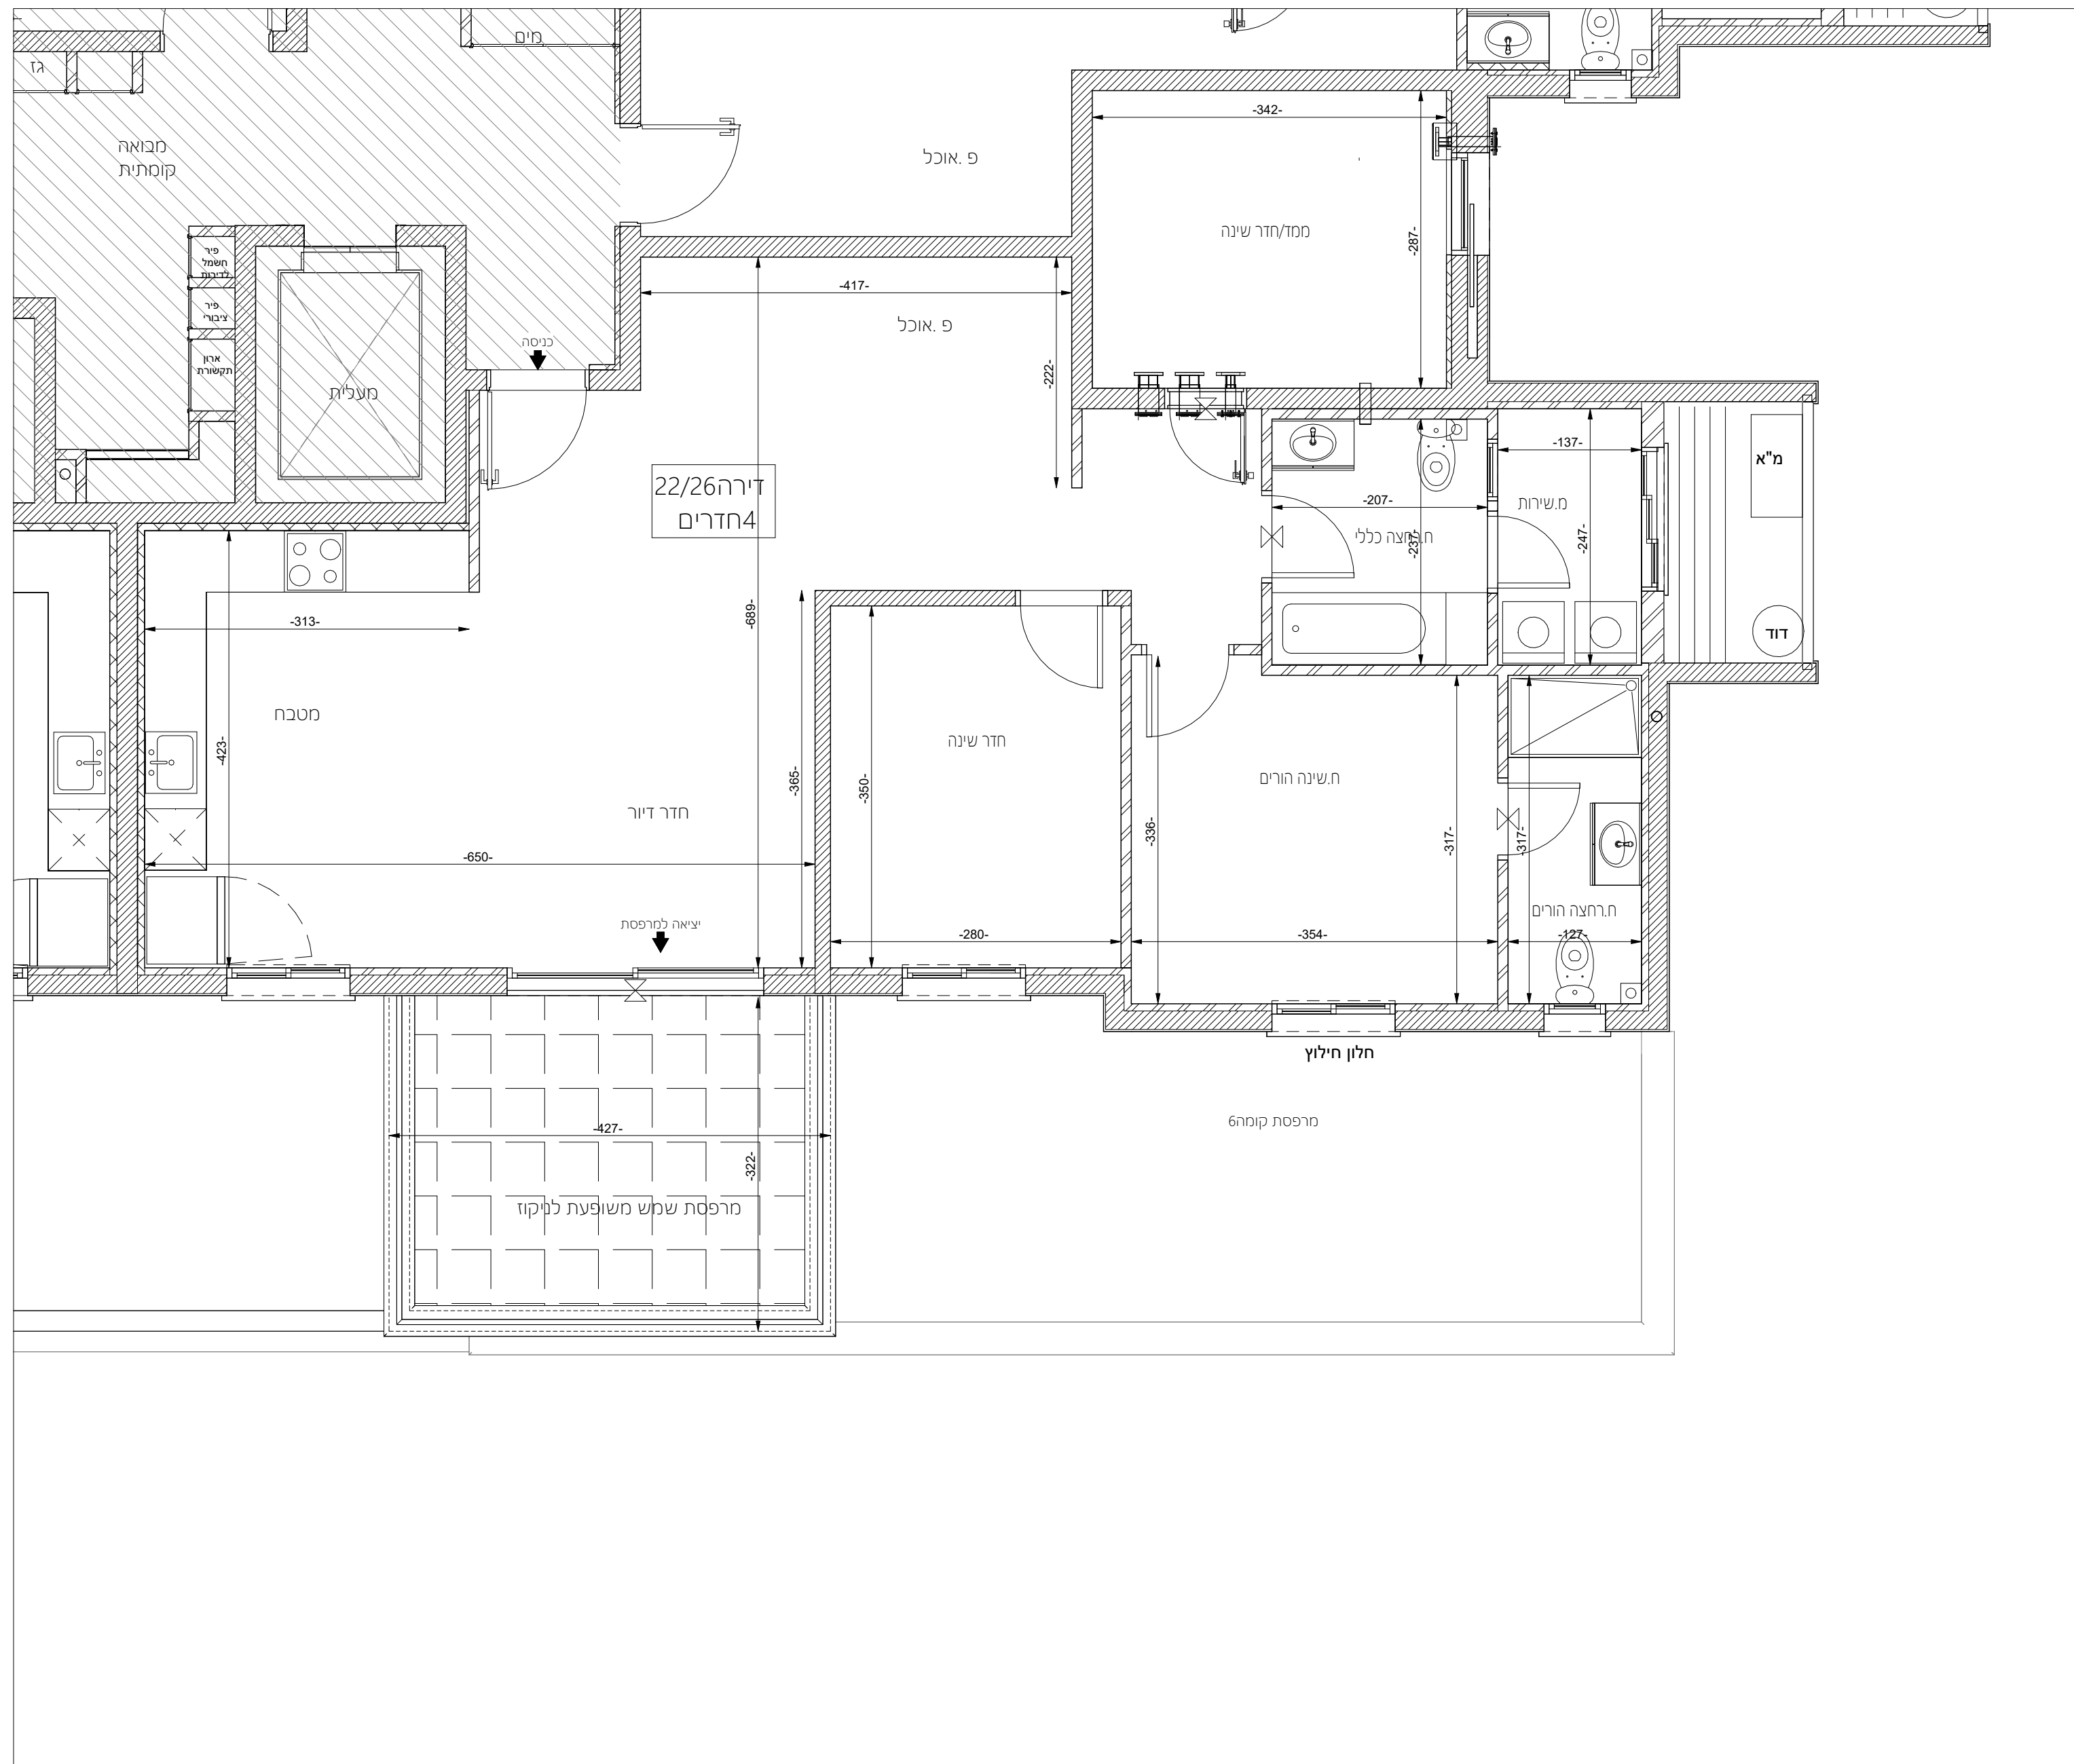 מים
גז
מבואה
קומתית
פ .אוכל
-342-
ממד/חדר שינה
-287-
פיר
חשמל
לדירות
פיר
ציבורי
ארון
תקשורת
מעלית
כניסה
-417-
פ .אוכל
-222-
דירה22/26
4חדרים
-689-
-207-
ח.רחצה כללי
-237-
-137-
מ.שירות
-247-
מ"א
דוד
-313-
מטבח
-423-
חדר דיור
-650-
-365-
יציאה למרפסת
חדר שינה
-350-
-280-
ח.שינה הורים
-336-
-317-
-354-
-317-
ח.רחצה הורים
-127-
חלון חילוץ
מרפסת קומה6
-427-
-322-
מרפסת שמש משופעת לניקוז